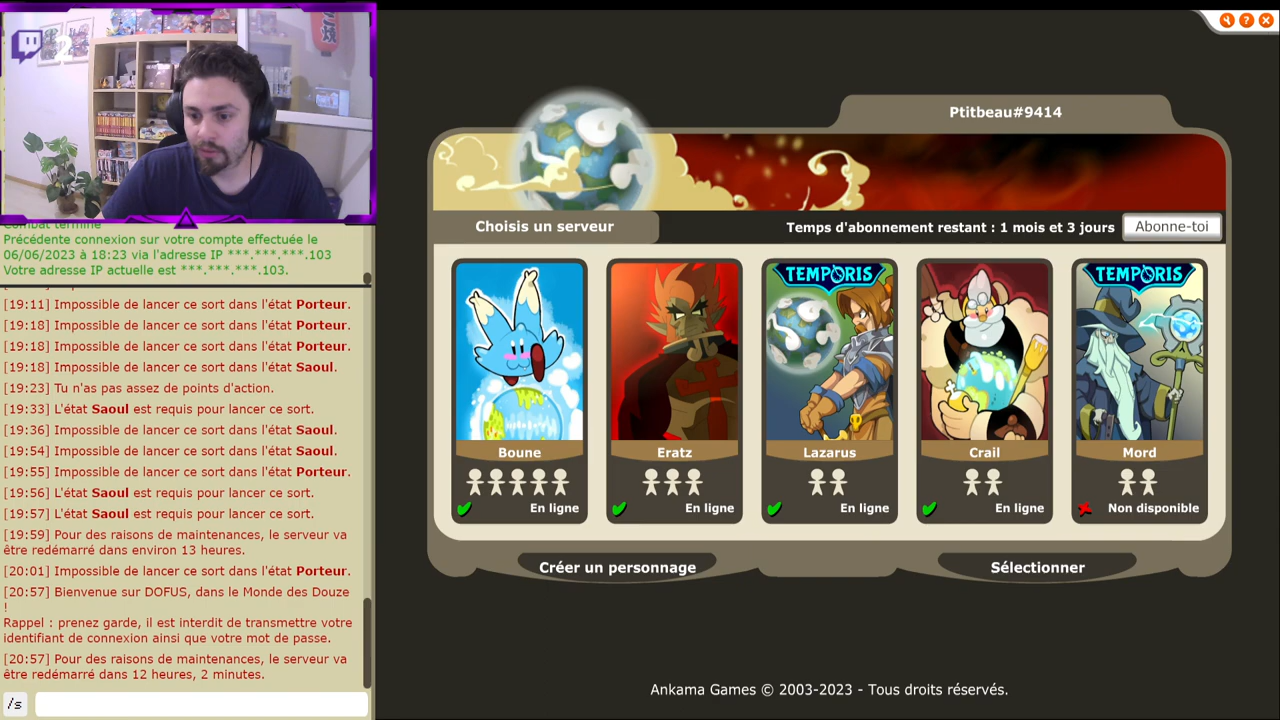 Combat terminé
Précédente connexion sur votre compte effectuée le
06/06/2023 à 18:23 via l'adresse IP ***.***.***.103
Votre adresse IP actuelle est ***.***.***.103.
[19:11] Impossible de lancer ce sort dans l'état Porteur.
[19:18] Impossible de lancer ce sort dans l'état Porteur.
[19:18] Impossible de lancer ce sort dans l'état Porteur.
[19:18] Impossible de lancer ce sort dans l'état Saoul.
[19:23] Tu n'as pas assez de points d'action.
[19:33] L'état Saoul est requis pour lancer ce sort.
[19:36] Impossible de lancer ce sort dans l'état Saoul.
[19:54] Impossible de lancer ce sort dans l'état Saoul.
[19:55] Impossible de lancer ce sort dans l'état Porteur.
[19:56] L'état Saoul est requis pour lancer ce sort.
[19:57] L'état Saoul est requis pour lancer ce sort.
[19:59] Pour des raisons de maintenances, le serveur va
être redémarré dans environ 13 heures.
[20:01] Impossible de lancer ce sort dans l'état Porteur.
[20:57] Bienvenue sur DOFUS, dans le Monde des Douze
!
Rappel : prenez garde, il est interdit de transmettre votre
identifiant de connexion ainsi que votre mot de passe.
[20:57] Pour des raisons de maintenances, le serveur va
être redémarré dans 12 heures, 2 minutes.
/s
Ptitbeau#9414
Choisis un serveur
Temps d'abonnement restant : 1 mois et 3 jours
Abonne-toi
TEMPORIS
TEMPORIS
Boune
Eratz
Lazarus
Crail
Mord
En ligne
En ligne
En ligne
En ligne
Non disponible
Créer un personnage
Sélectionner
Ankama Games © 2003-2023 - Tous droits réservés.